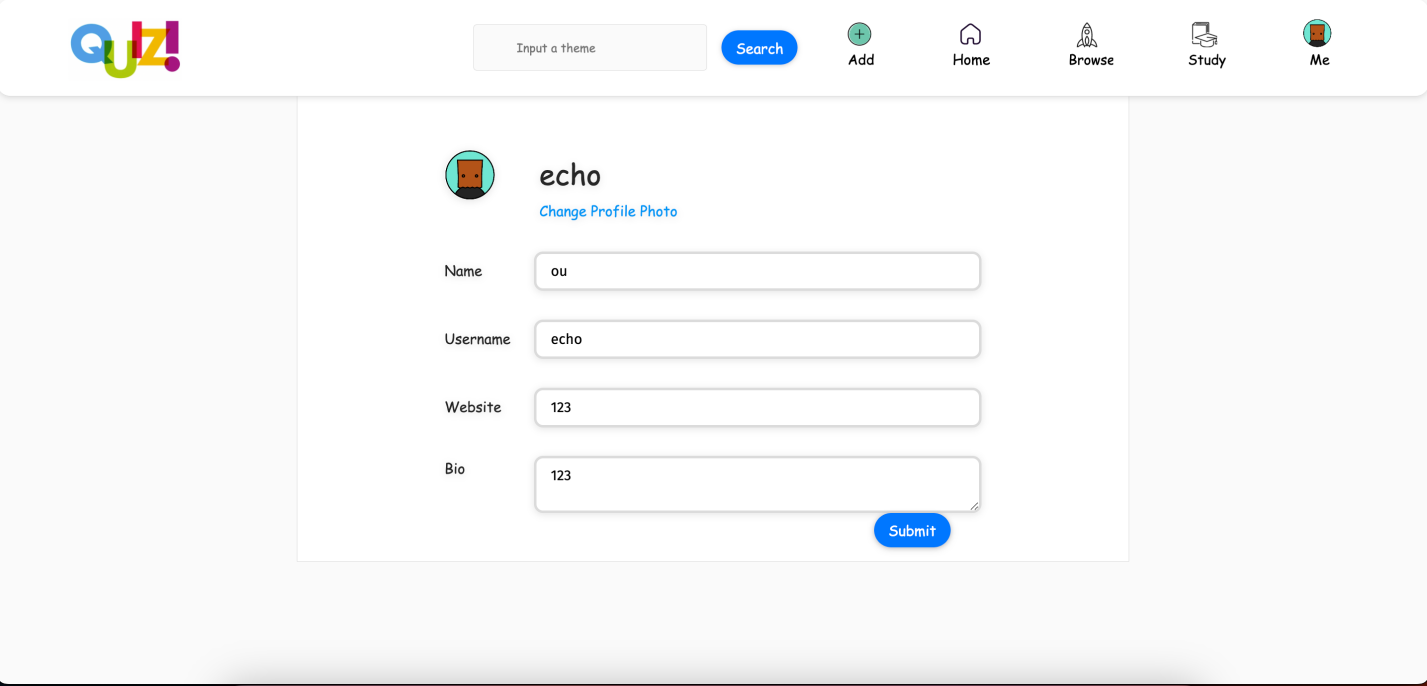 QUIZ!
Input a theme
Search
Add
Home
Browse
Study
Me
echo
Change Profile Photo
Name
ou
Username
echo
Website
123
Bio
123
Submit